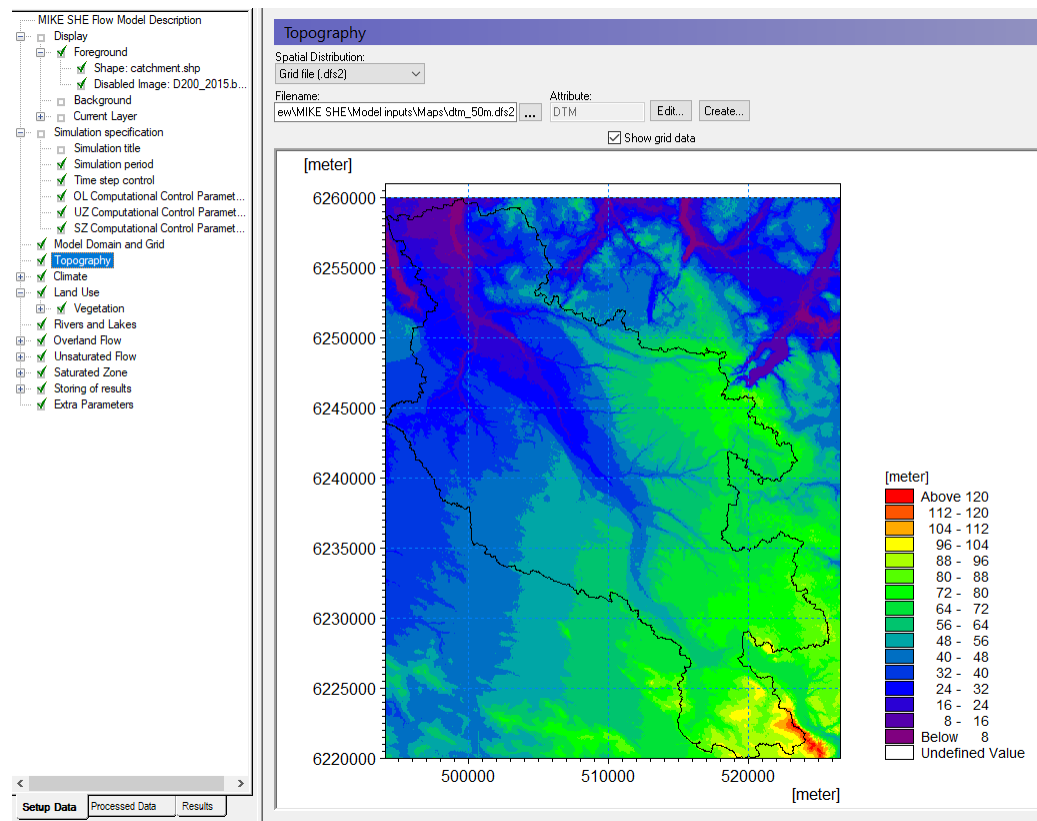 MIKE SHE Flow Model Description
Display
Foreground
Shape: catchment.shp
Disabled Image: D200_2015.b...
Background
Current Layer
Simulation specification
Simulation title
Simulation period
Time step control
OL Computational Control Paramet...
UZ Computational Control Paramet...
SZ Computational Control Paramet...
Model Domain and Grid
Topography
Climate
Land Use
Vegetation
Rivers and Lakes
Overland Flow
Unsaturated Flow
Saturated Zone
Storing of results
Extra Parameters
Setup Data Processed Data Results
Topography
Spatial Distribution:
Grid file (.dfs2)
Filename: Attribute:
ew\MIKE SHE\Model inputs\Maps\dtm_50m.dfs2 ... DTM Edit... Create...
Show grid data
[meter]
6260000
6255000
6250000
6245000
6240000
6235000
6230000
6225000
6220000
500000 510000 520000
[meter]
[meter]
Above 120
112 - 120
104 - 112
96 - 104
88 - 96
80 - 88
72 - 80
64 - 72
56 - 64
48 - 56
40 - 48
32 - 40
24 - 32
16 - 24
8 - 16
Below 8
Undefined Value